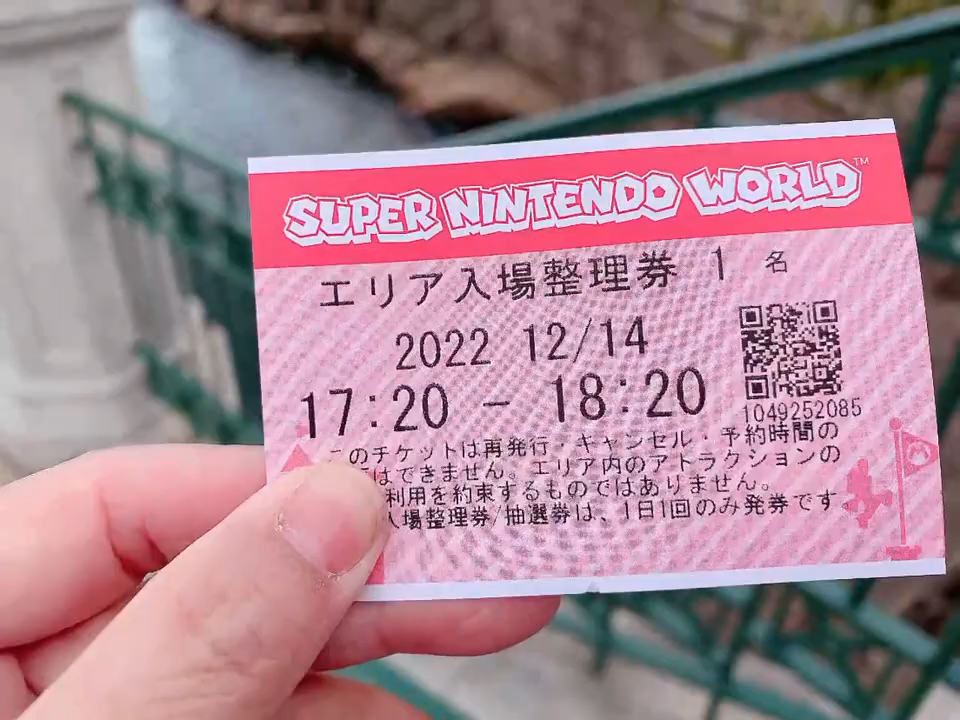 SUPER NINTENDO WORLD™
エリア入場整理券 1 名
2022 12/14
17:20 - 18:20
1049252085
このチケットは再発行・キャンセル・予約時間の
はできません。エリア内のアトラクションの
利用を約束するものではありません。
入場整理券/抽選券は、1日1回のみ発券です